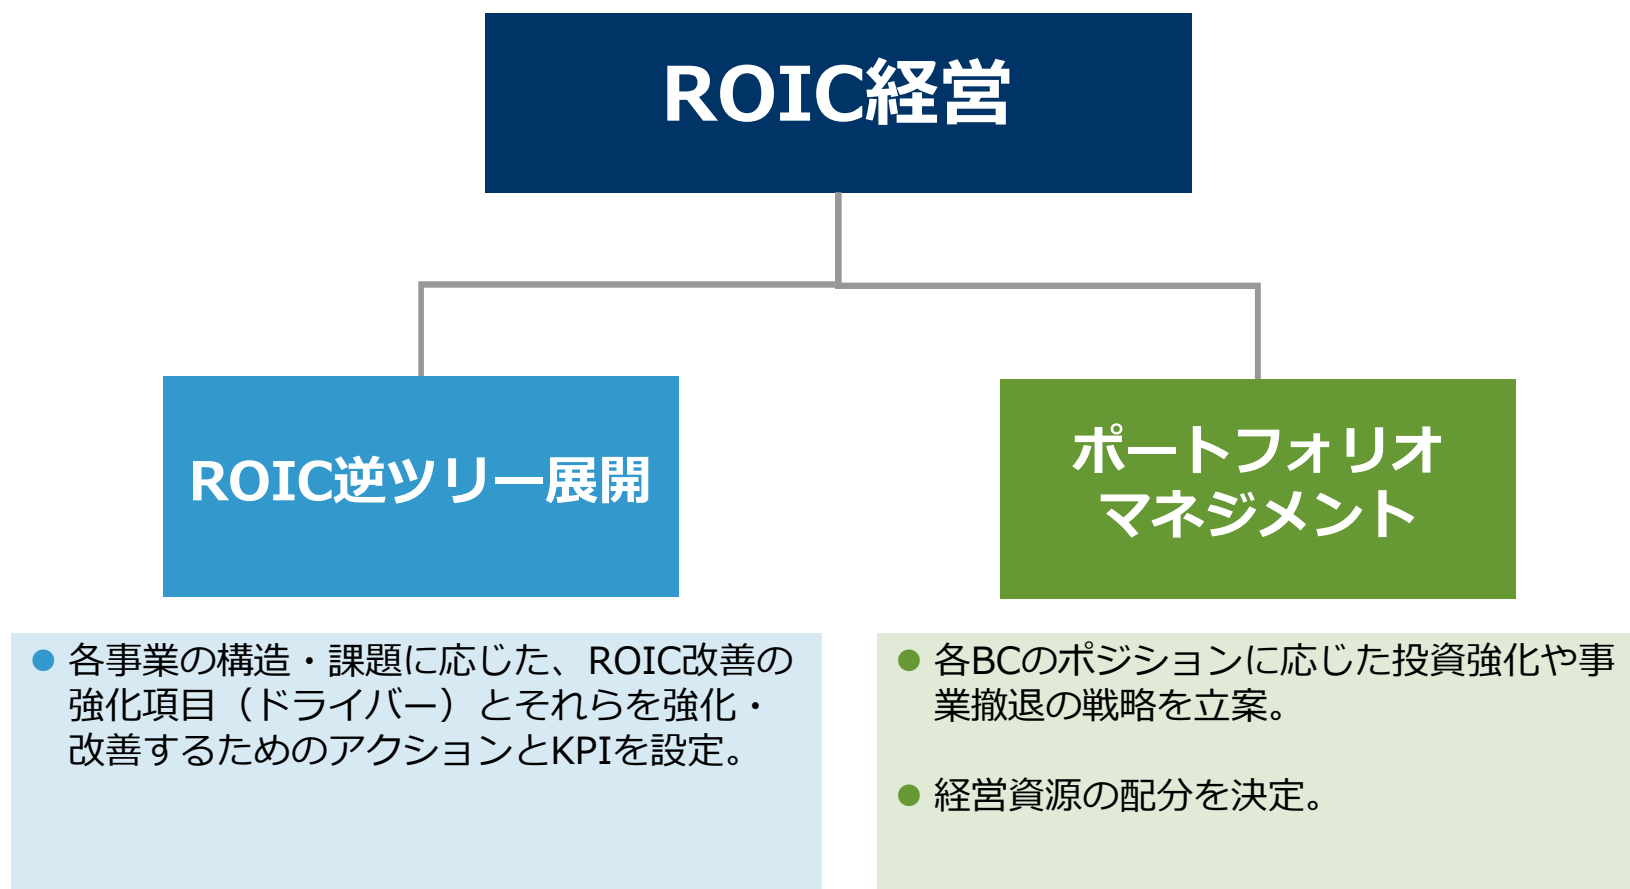 ROIC経営
ROIC逆ツリー展開
ポートフォリオ
マネジメント
● 各事業の構造・課題に応じた、ROIC改善の
強化項目（ドライバー）とそれらを強化・
改善するためのアクションとKPIを設定。
● 各BCのポジションに応じた投資強化や事
業撤退の戦略を立案。
● 経営資源の配分を決定。